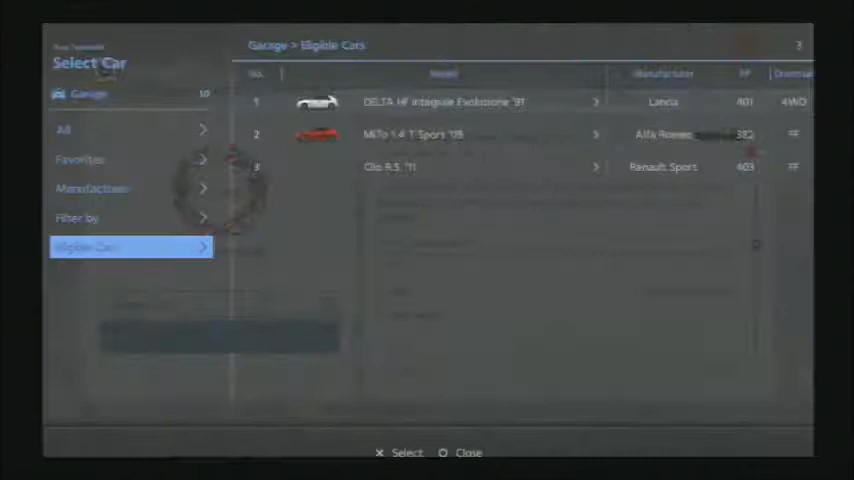 Select Car
Garage 10
All
Favorites
Manufacturer
Filter by
Eligible Cars
Garage > Eligible Cars 3
No. Model Manufacturer PP Drivetrain
1 DELTA HF Integrale Evoluzione '91 Lancia 401 4WD
2 MiTo 1.4 T Sport '09 Alfa Romeo 382 FF
3 Clio R.S. '11 Renault Sport 403 FF
Select Close